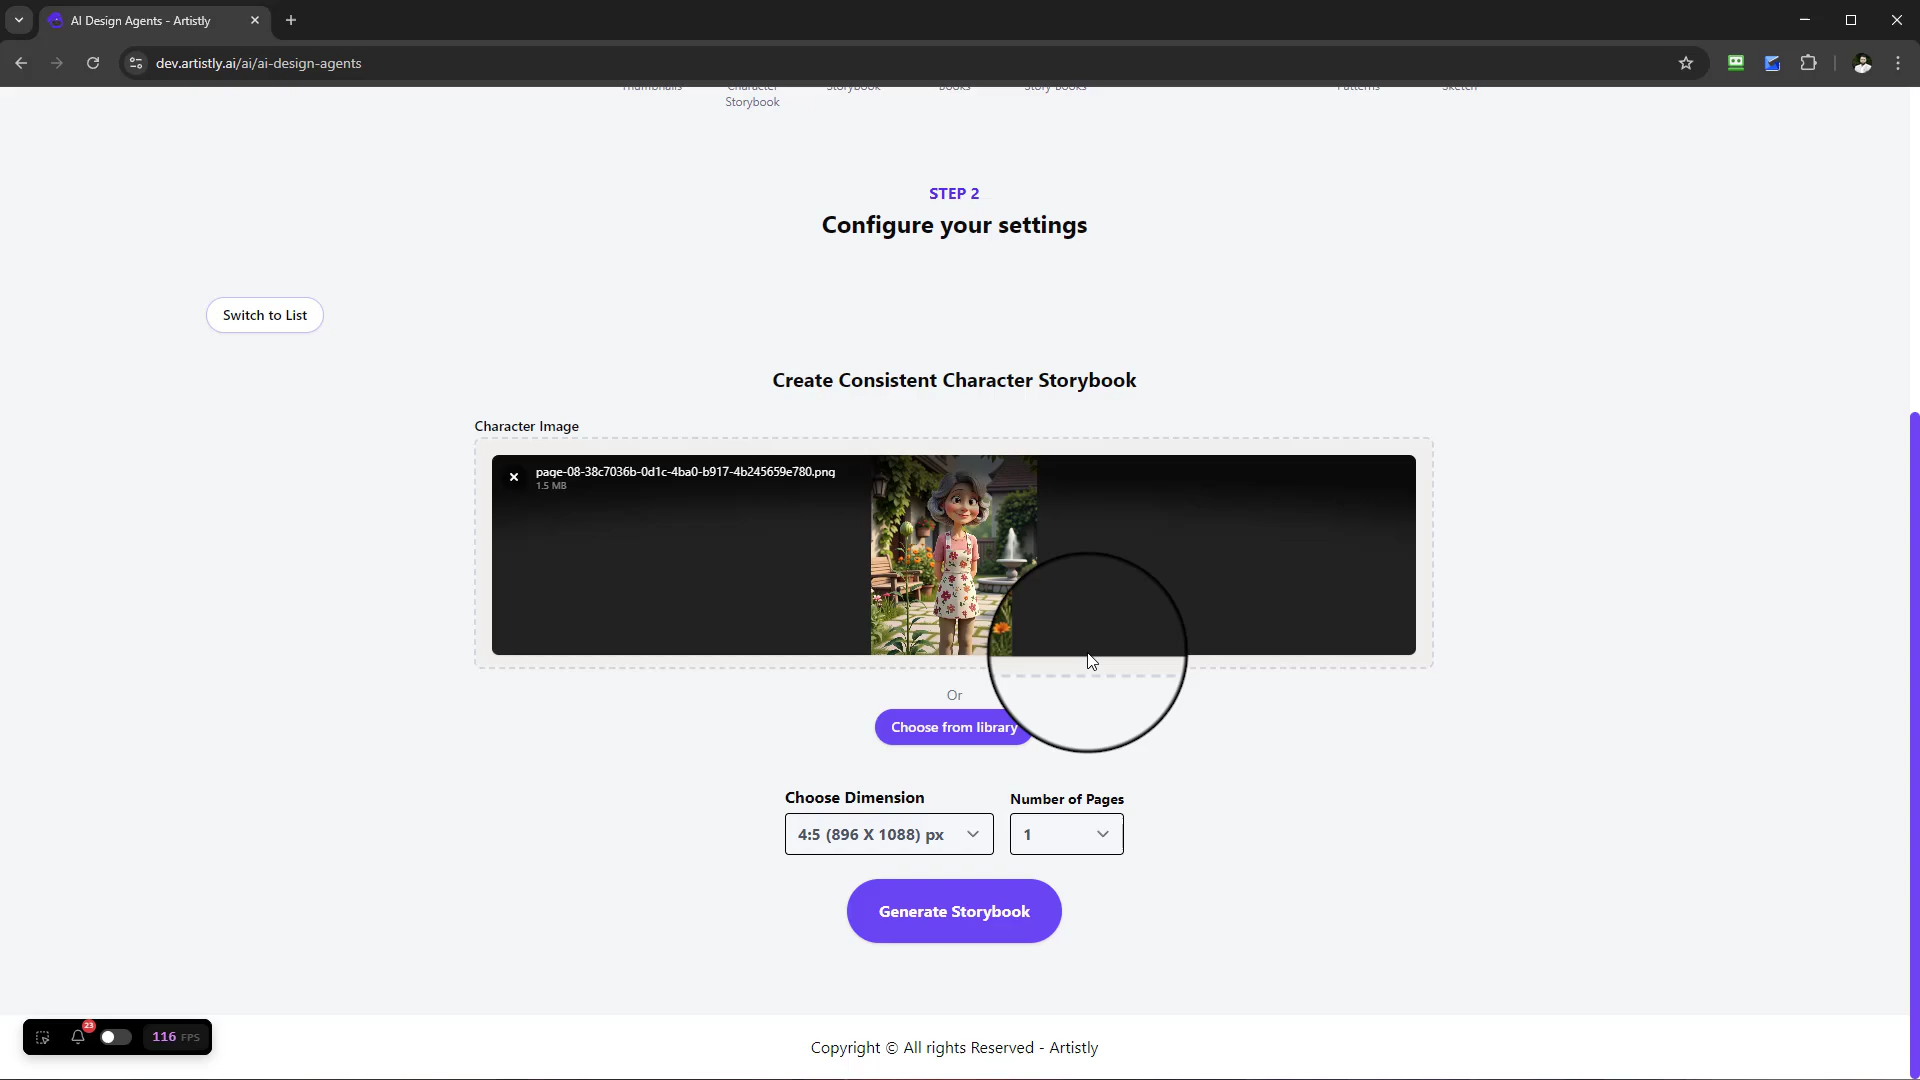 AI Design Agents - Artistly
dev.artistly.ai/ai/ai-design-agents
Thumbnails
Character
Storybook
Storybook
Books
Story Books
Patterns
Sketch
STEP 2
Configure your settings
Switch to List
Create Consistent Character Storybook
Character Image
page-08-38c7036b-0d1c-4ba0-b917-4b245659e780.png
1.5 MB
Or
Choose from library
Choose Dimension
Number of Pages
4:5 (896 X 1088) px
1
Generate Storybook
23
116 FPS
Copyright © All rights Reserved - Artistly